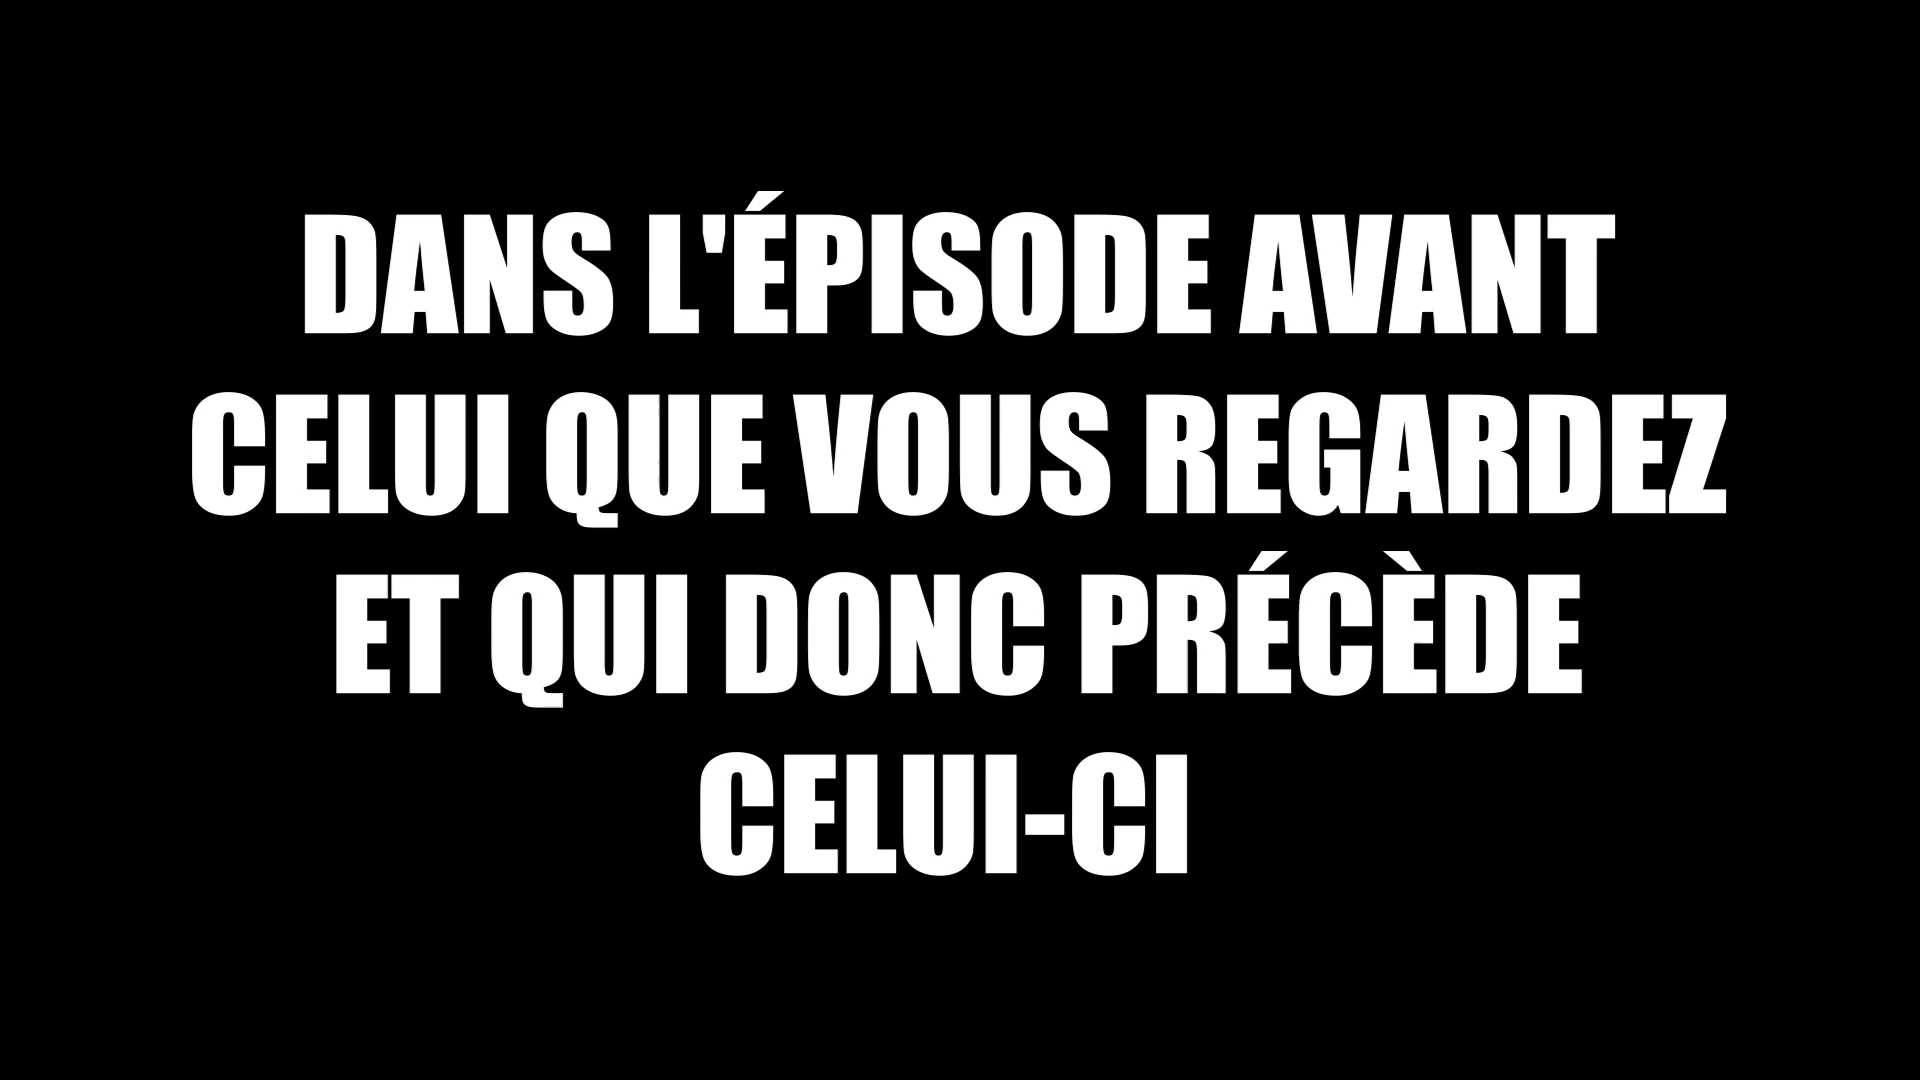 DANS L'ÉPISODE AVANT
CELUI QUE VOUS REGARDEZ
ET QUI DONC PRÉCÈDE
CELUI-CI